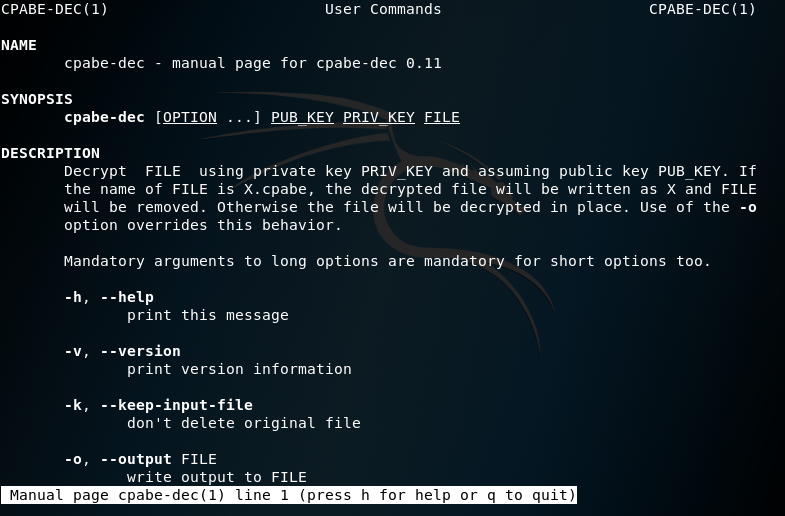 CPABE-DEC(1) User Commands CPABE-DEC(1)
NAME
cpabe-dec - manual page for cpabe-dec 0.11
SYNOPSIS
cpabe-dec [OPTION ...] PUB_KEY PRIV_KEY FILE
DESCRIPTION
Decrypt FILE using private key PRIV_KEY and assuming public key PUB_KEY. If
the name of FILE is X.cpabe, the decrypted file will be written as X and FILE
will be removed. Otherwise the file will be decrypted in place. Use of the -o
option overrides this behavior.
Mandatory arguments to long options are mandatory for short options too.
-h, --help
print this message
-v, --version
print version information
-k, --keep-input-file
don't delete original file
-o, --output FILE
write output to FILE
Manual page cpabe-dec(1) line 1 (press h for help or q to quit)